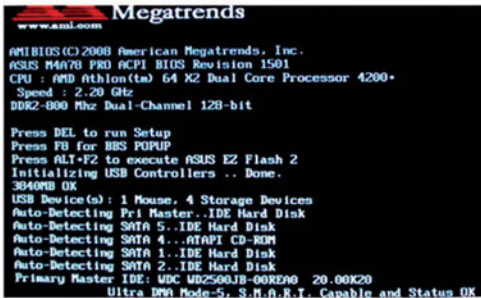 Megatrends
www.ami.com
AMIBIOS(C)2008 American Megatrends, Inc.
ASUS M4A78 PRO ACPI BIOS Revision 1501
CPU : AMD Athlon(tm) 64 X2 Dual Core Processor 4200+
Speed : 2.20 GHz
DDR2-800 Mhz Dual-Channel 128-bit
Press DEL to run Setup
Press F8 for BBS POPUP
Press ALT+F2 to execute ASUS EZ Flash 2
Initializing USB Controllers .. Done.
3840MB OK
USB Device(s): 1 Mouse, 4 Storage Devices
Auto-Detecting Pri Master..IDE Hard Disk
Auto-Detecting SATA 5..IDE Hard Disk
Auto-Detecting SATA 4...ATAPI CD-ROM
Auto-Detecting SATA 1..IDE Hard Disk
Auto-Detecting SATA 2..IDE Hard Disk
Primary Master IDE: WDC WD2500JB-00REA0 20.00K20
Ultra DMA Mode-5, S.M.A.R.T. Capable and Status OK